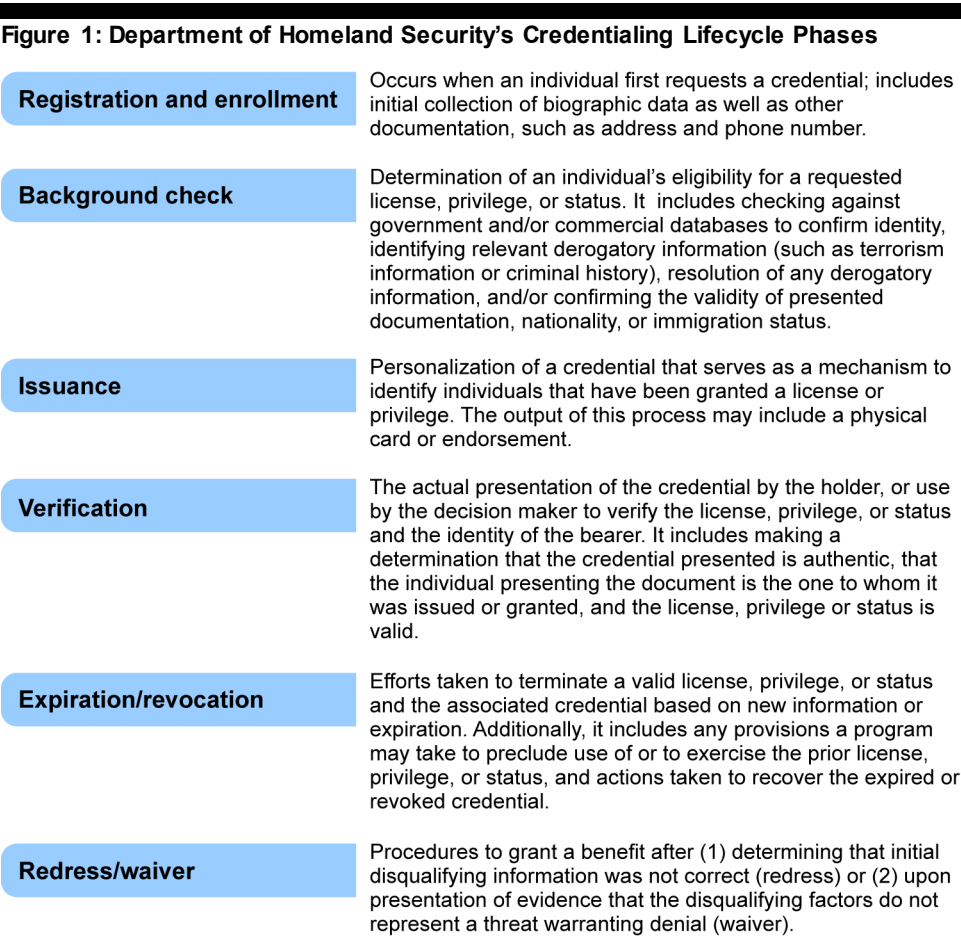 Figure 1: Department of Homeland Security's Credentialing Lifecycle Phases
Registration and enrollment
Occurs when an individual first requests a credential; includes
initial collection of biographic data as well as other
documentation, such as address and phone number.
Background check
Determination of an individual's eligibility for a requested
license, privilege, or status. It includes checking against
government and/or commercial databases to confirm identity,
identifying relevant derogatory information (such as terrorism
information or criminal history), resolution of any derogatory
information, and/or confirming the validity of presented
documentation, nationality, or immigration status.
Issuance
Personalization of a credential that serves as a mechanism to
identify individuals that have been granted a license or
privilege. The output of this process may include a physical
card or endorsement.
Verification
The actual presentation of the credential by the holder, or use
by the decision maker to verify the license, privilege, or status
and the identity of the bearer. It includes making a
determination that the credential presented is authentic, that
the individual presenting the document is the one to whom it
was issued or granted, and the license, privilege or status is
valid.
Expiration/revocation
Efforts taken to terminate a valid license, privilege, or status
and the associated credential based on new information or
expiration. Additionally, it includes any provisions a program
may take to preclude use of or to exercise the prior license,
privilege, or status, and actions taken to recover the expired or
revoked credential.
Redress/waiver
Procedures to grant a benefit after (1) determining that initial
disqualifying information was not correct (redress) or (2) upon
presentation of evidence that the disqualifying factors do not
represent a threat warranting denial (waiver).